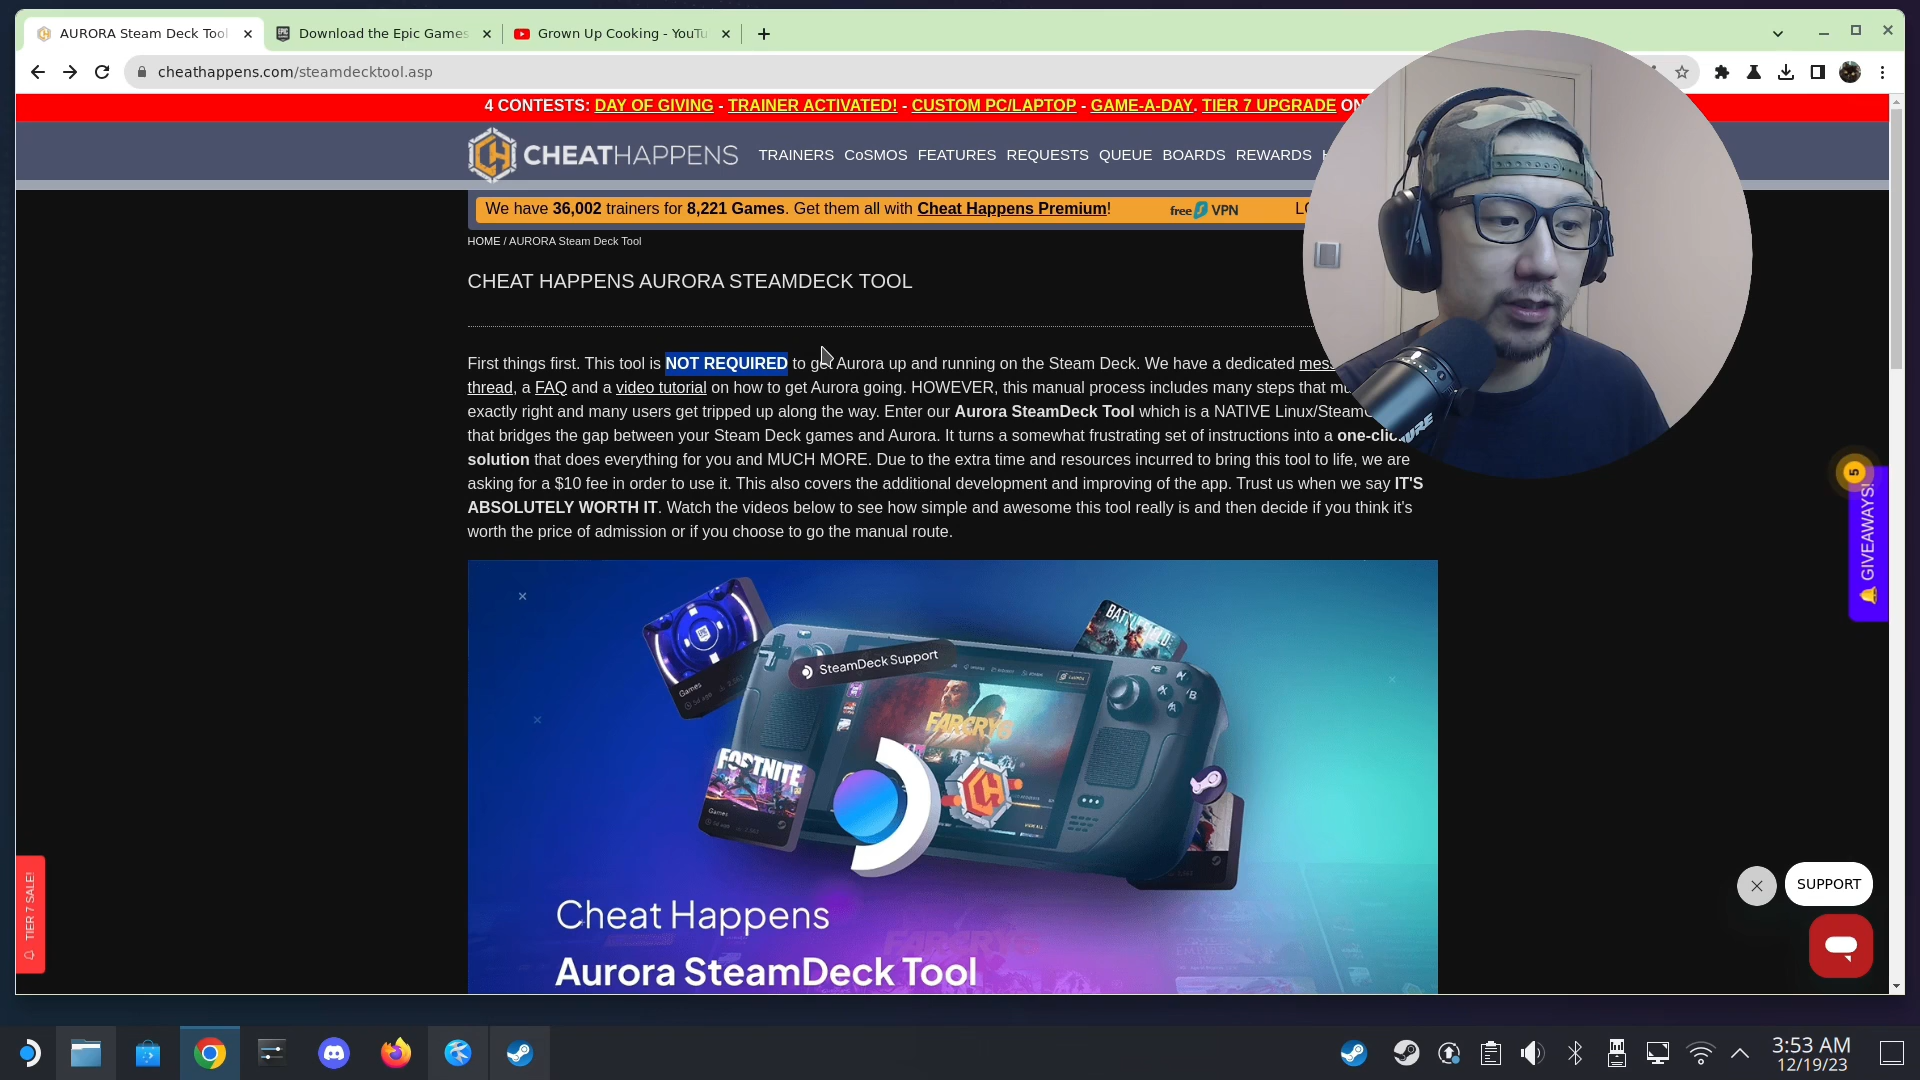 AURORA Steam Deck Tool
Download the Epic Games
Grown Up Cooking - YouTu
cheathappens.com/steamdecktool.asp
4 CONTESTS: DAY OF GIVING - TRAINER ACTIVATED! - CUSTOM PC/LAPTOP - GAME-A-DAY. TIER 7 UPGRADE ON
CHEATHAPPENS
TRAINERS CoSMOS FEATURES REQUESTS QUEUE BOARDS REWARDS
We have 36,002 trainers for 8,221 Games. Get them all with Cheat Happens Premium!
free VPN
HOME / AURORA Steam Deck Tool
CHEAT HAPPENS AURORA STEAMDECK TOOL
First things first. This tool is NOT REQUIRED to get Aurora up and running on the Steam Deck. We have a dedicated mess
thread, a FAQ and a video tutorial on how to get Aurora going. HOWEVER, this manual process includes many steps that mu
exactly right and many users get tripped up along the way. Enter our Aurora SteamDeck Tool which is a NATIVE Linux/Steam
that bridges the gap between your Steam Deck games and Aurora. It turns a somewhat frustrating set of instructions into a one-clic
solution that does everything for you and MUCH MORE. Due to the extra time and resources incurred to bring this tool to life, we are
asking for a $10 fee in order to use it. This also covers the additional development and improving of the app. Trust us when we say IT'S
ABSOLUTELY WORTH IT. Watch the videos below to see how simple and awesome this tool really is and then decide if you think it's
worth the price of admission or if you choose to go the manual route.
5
GIVEAWAYS!
BATTLEFIELD
SteamDeck Support
Games
FARCRY6
FORTNITE
Games
VIEW ALL
TIER 7 SALE!
SUPPORT
Cheat Happens
Aurora SteamDeck Tool
3:53 AM
12/19/23